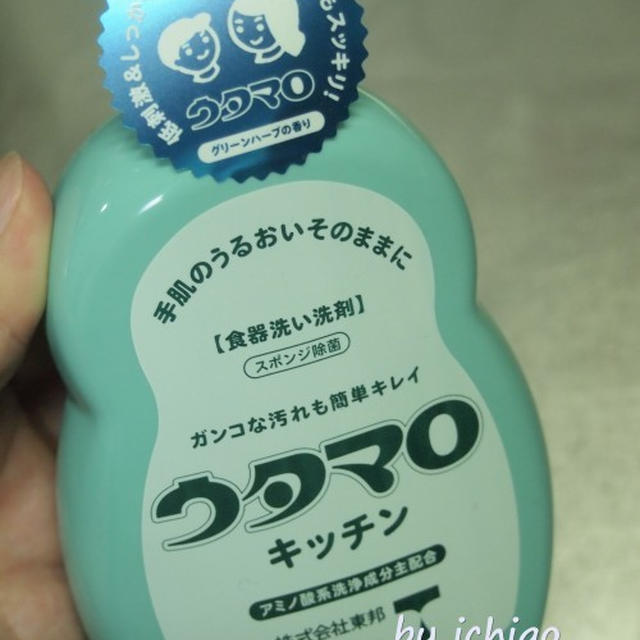 低刺激&しっ
もスッキリ!
ウタマロ
グリーンハーブの香り
手肌のうるおいそのままに
【食器洗い洗剤】
スポンジ除菌
ガンコな汚れも簡単キレイ
ウタマロ
キッチン
アミノ酸系洗浄成分主配合
株式会社東邦
by ichigo